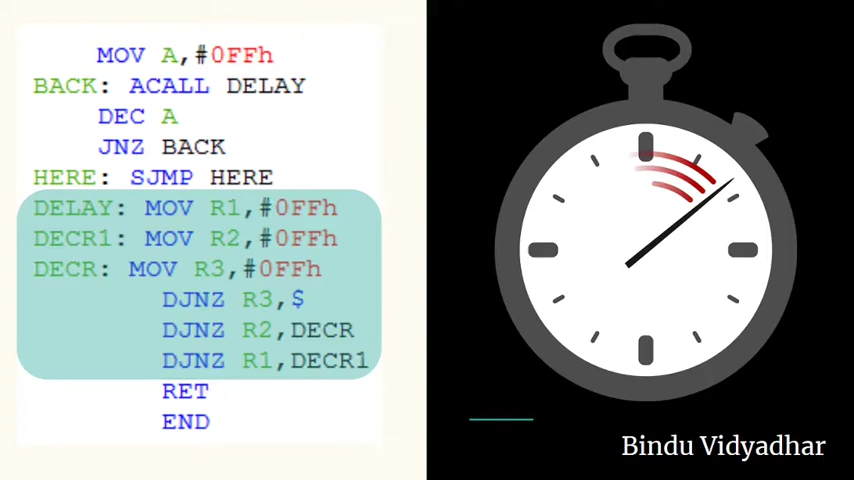 MOV A,#0FFh
BACK: ACALL DELAY
DEC A
JNZ BACK
HERE: SJMP HERE
DELAY: MOV R1,#0FFh
DECR1: MOV R2,#0FFh
DECR: MOV R3,#0FFh
DJNZ R3,$
DJNZ R2,DECR
DJNZ R1,DECR1
RET
END
Bindu Vidyadhar